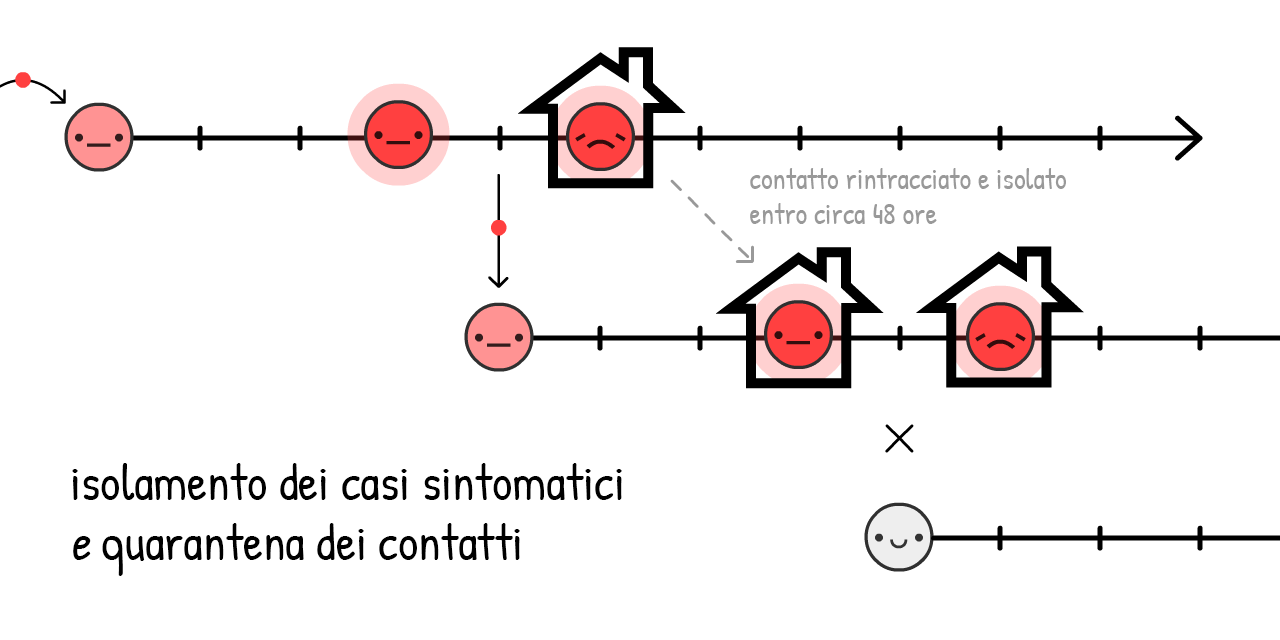 contatto rintracciato e isolato
entro circa 48 ore
isolamento dei casi sintomatici
e quarantena dei contatti